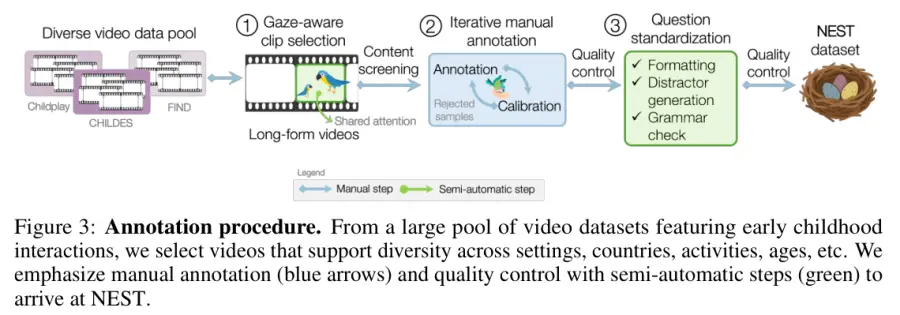 Diverse video data pool
Childplay
CHILDES
FIND
1
Gaze-aware
clip selection
Shared attention
Long-form videos
Content
screening
2
Iterative manual
annotation
Annotation
Rejected
samples
Calibration
Quality
control
3
Question
standardization
✓ Formatting
✓ Distractor
generation
✓ Grammar
check
Quality
control
NEST
dataset
Legend
Manual step
Semi-automatic step
Figure 3: Annotation procedure. From a large pool of video datasets featuring early childhood
interactions, we select videos that support diversity across settings, countries, activities, ages, etc. We
emphasize manual annotation (blue arrows) and quality control with semi-automatic steps (green) to
arrive at NEST.